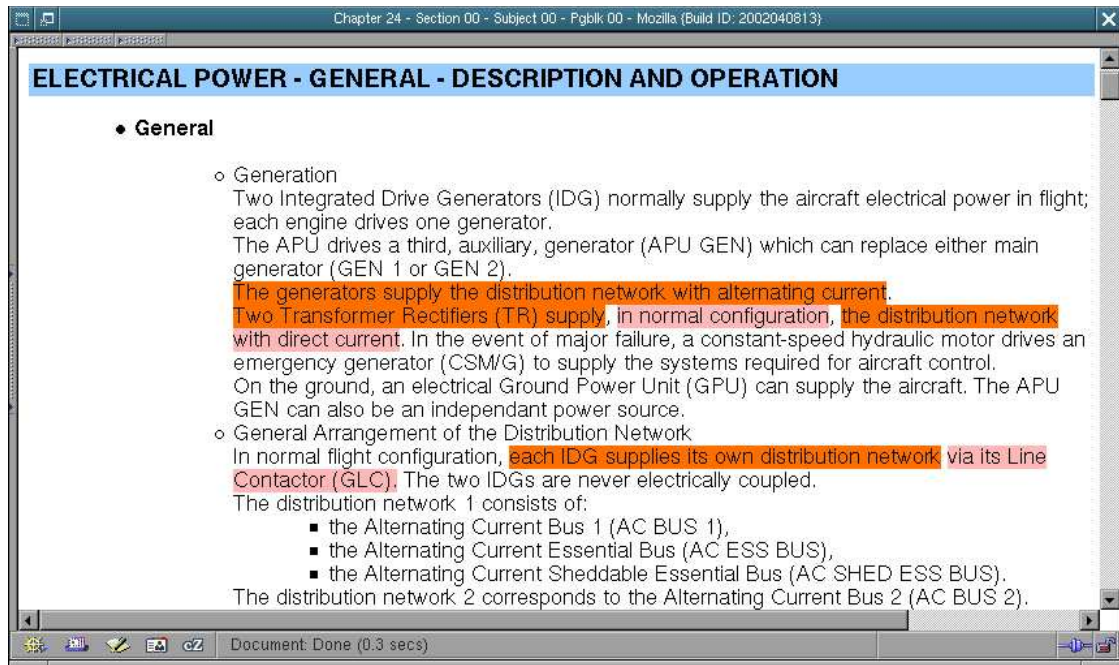 Chapter 24 - Section 00 - Subject 00 - Pgblk 00 - Mozilla {Build ID: 2002040813}
ELECTRICAL POWER - GENERAL - DESCRIPTION AND OPERATION
• General
○ Generation
Two Integrated Drive Generators (IDG) normally supply the aircraft electrical power in flight;
each engine drives one generator.
The APU drives a third, auxiliary, generator (APU GEN) which can replace either main
generator (GEN 1 or GEN 2).
The generators supply the distribution network with alternating current.
Two Transformer Rectifiers (TR) supply, in normal configuration, the distribution network
with direct current. In the event of major failure, a constant-speed hydraulic motor drives an
emergency generator (CSM/G) to supply the systems required for aircraft control.
On the ground, an electrical Ground Power Unit (GPU) can supply the aircraft. The APU
GEN can also be an independant power source.
○ General Arrangement of the Distribution Network
In normal flight configuration, each IDG supplies its own distribution network via its Line
Contactor (GLC). The two IDGs are never electrically coupled.
The distribution network 1 consists of:
■ the Alternating Current Bus 1 (AC BUS 1),
■ the Alternating Current Essential Bus (AC ESS BUS),
■ the Alternating Current Sheddable Essential Bus (AC SHED ESS BUS).
The distribution network 2 corresponds to the Alternating Current Bus 2 (AC BUS 2).
Document: Done (0.3 secs)